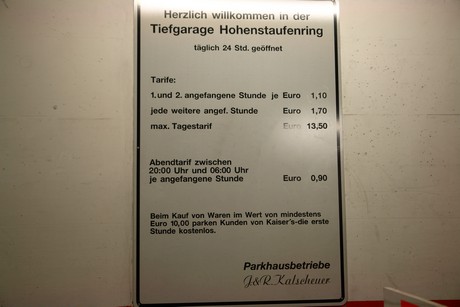 Herzlich willkommen in der
Tiefgarage Hohenstaufenring
täglich 24 Std. geöffnet
Tarife:
1. und 2. angefangene Stunde je Euro 1,10
jede weitere angef. Stunde Euro 1,70
max. Tagestarif Euro 13,50
Abendtarif zwischen
20:00 Uhr und 06:00 Uhr
je angefangene Stunde Euro 0,90
Beim Kauf von Waren im Wert von mindestens
Euro 10,00 parken Kunden von Kaiser's-die erste
Stunde kostenlos.
Parkhausbetriebe
J.&R. Kalscheuer